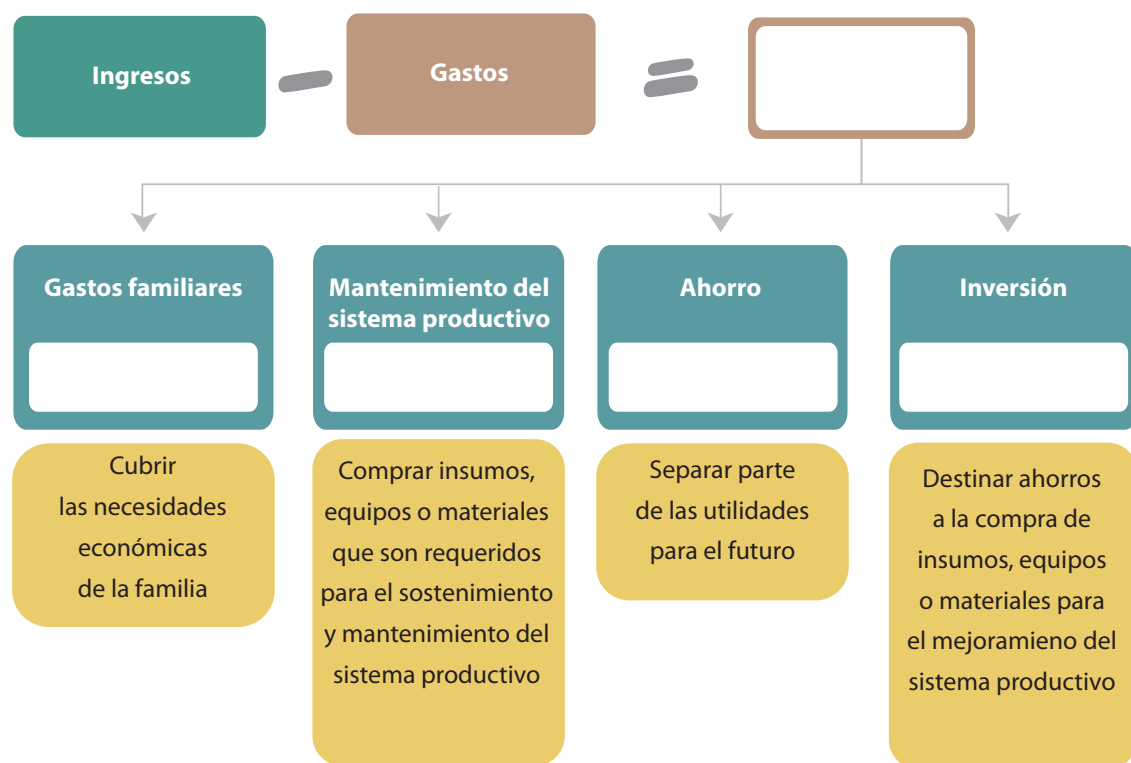 Ingresos
Gastos
Gastos familiares
Mantenimiento del
sistema productivo
Ahorro
Inversión
Cubrir
las necesidades
económicas
de la familia
Comprar insumos,
equipos o materiales
que son requeridos
para el sostenimiento
y mantenimiento del
sistema productivo
Separar parte
de las utilidades
para el futuro
Destinar ahorros
a la compra de
insumos, equipos
o materiales para
el mejoramieno del
sistema productivo